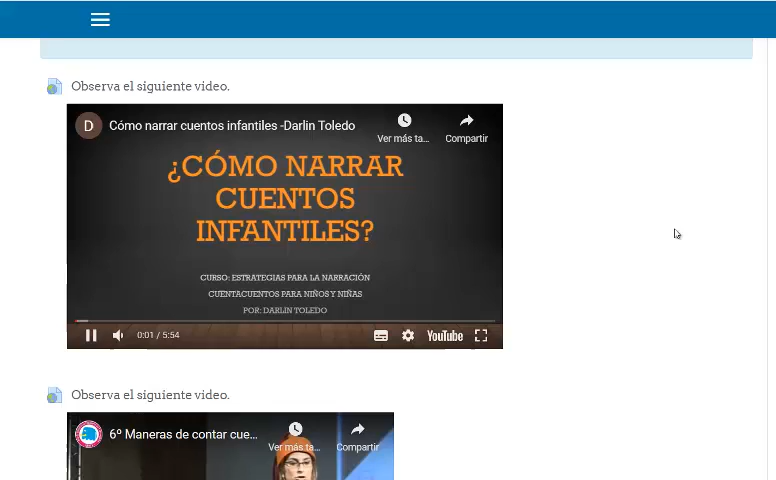 Observa el siguiente video.
D
Cómo narrar cuentos infantiles -Darlin Toledo
Ver más ta...
Compartir
¿CÓMO NARRAR
CUENTOS
INFANTILES?
CURSO: ESTRATEGIAS PARA LA NARRACIÓN
CUENTACUENTOS PARA NIÑOS Y NIÑAS
POR: DARLIN TOLEDO
0:01 / 5:54
YouTube
Observa el siguiente video.
6º Maneras de contar cue...
Ver más ta...
Compartir